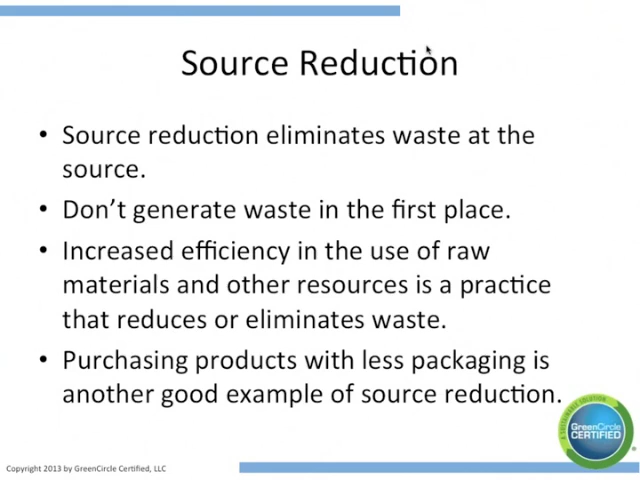 Source Reduction
• Source reduction eliminates waste at the
source.
• Don’t generate waste in the first place.
• Increased efficiency in the use of raw
materials and other resources is a practice
that reduces or eliminates waste.
• Purchasing products with less packaging is
another good example of source reduction.
GreenCircle
CERTIFIED
®
Copyright 2013 by GreenCircle Certified, LLC